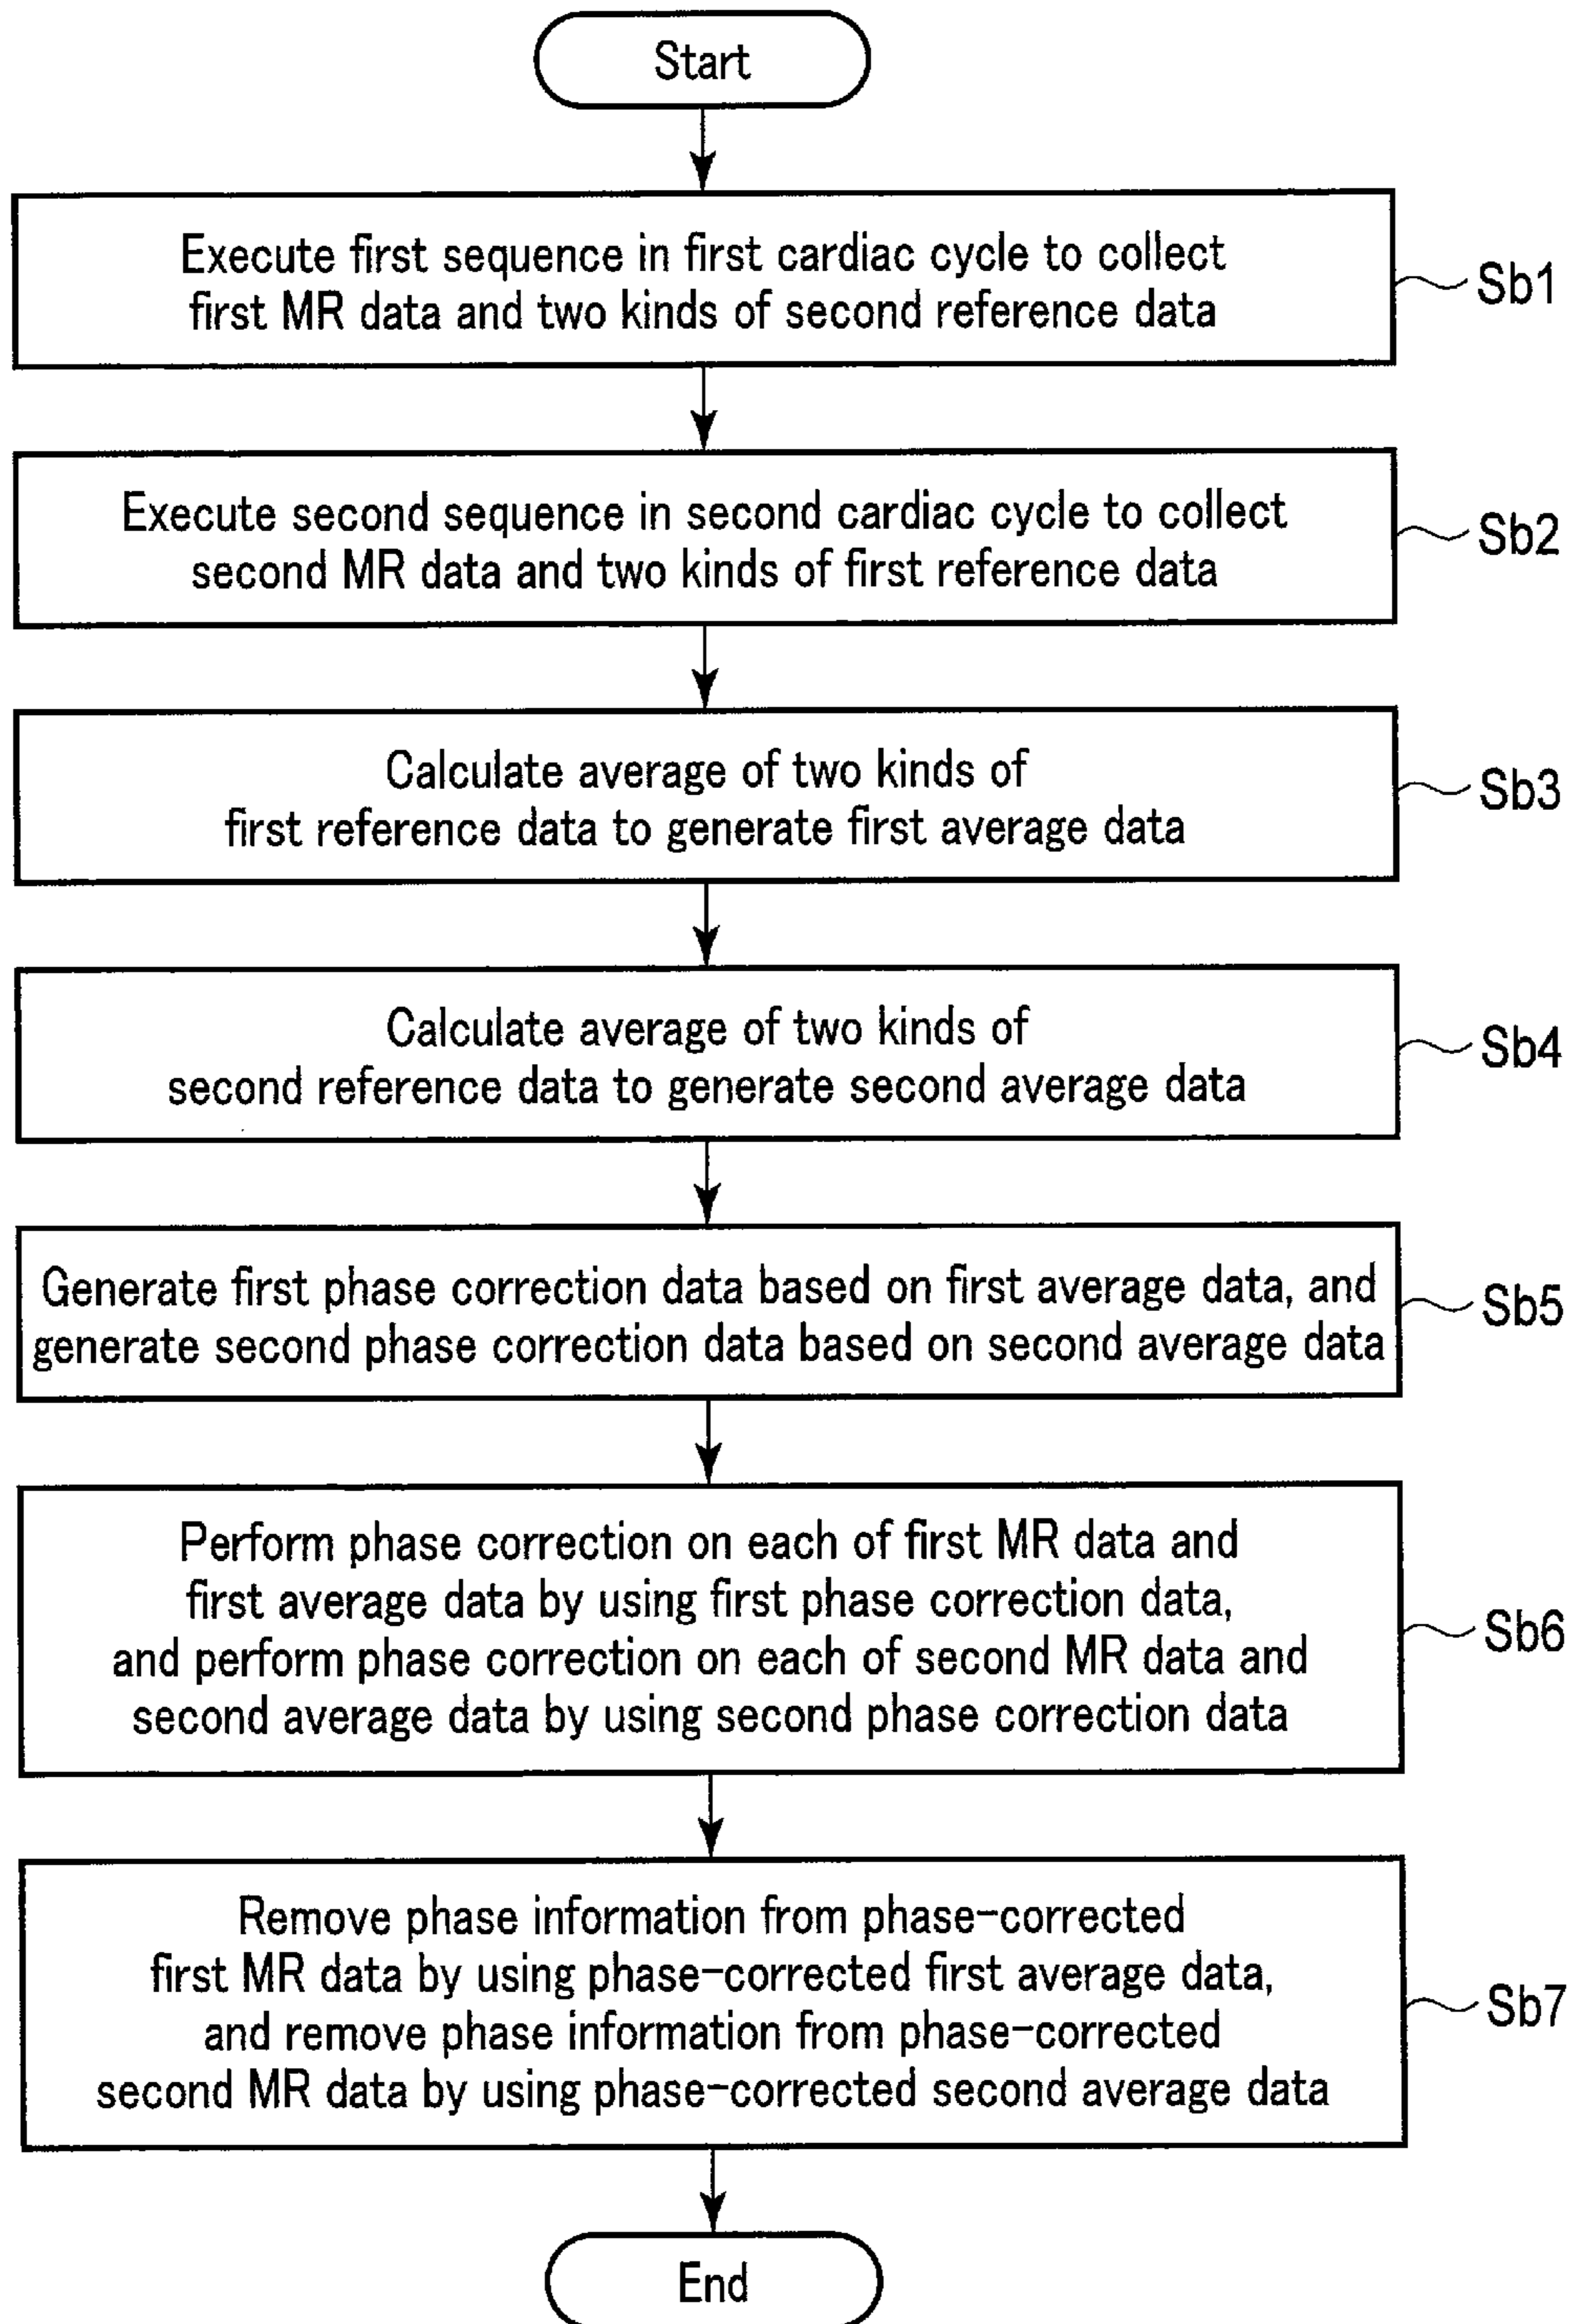 Start
Execute first sequence in first cardiac cycle to collect
first MR data and two kinds of second reference data
Sb1
Execute second sequence in second cardiac cycle to collect
second MR data and two kinds of first reference data
Sb2
Calculate average of two kinds of
first reference data to generate first average data
Sb3
Calculate average of two kinds of
second reference data to generate second average data
Sb4
Generate first phase correction data based on first average data, and
generate second phase correction data based on second average data
Sb5
Perform phase correction on each of first MR data and
first average data by using first phase correction data,
and perform phase correction on each of second MR data and
second average data by using second phase correction data
Sb6
Remove phase information from phase-corrected
first MR data by using phase-corrected first average data,
and remove phase information from phase-corrected
second MR data by using phase-corrected second average data
Sb7
End